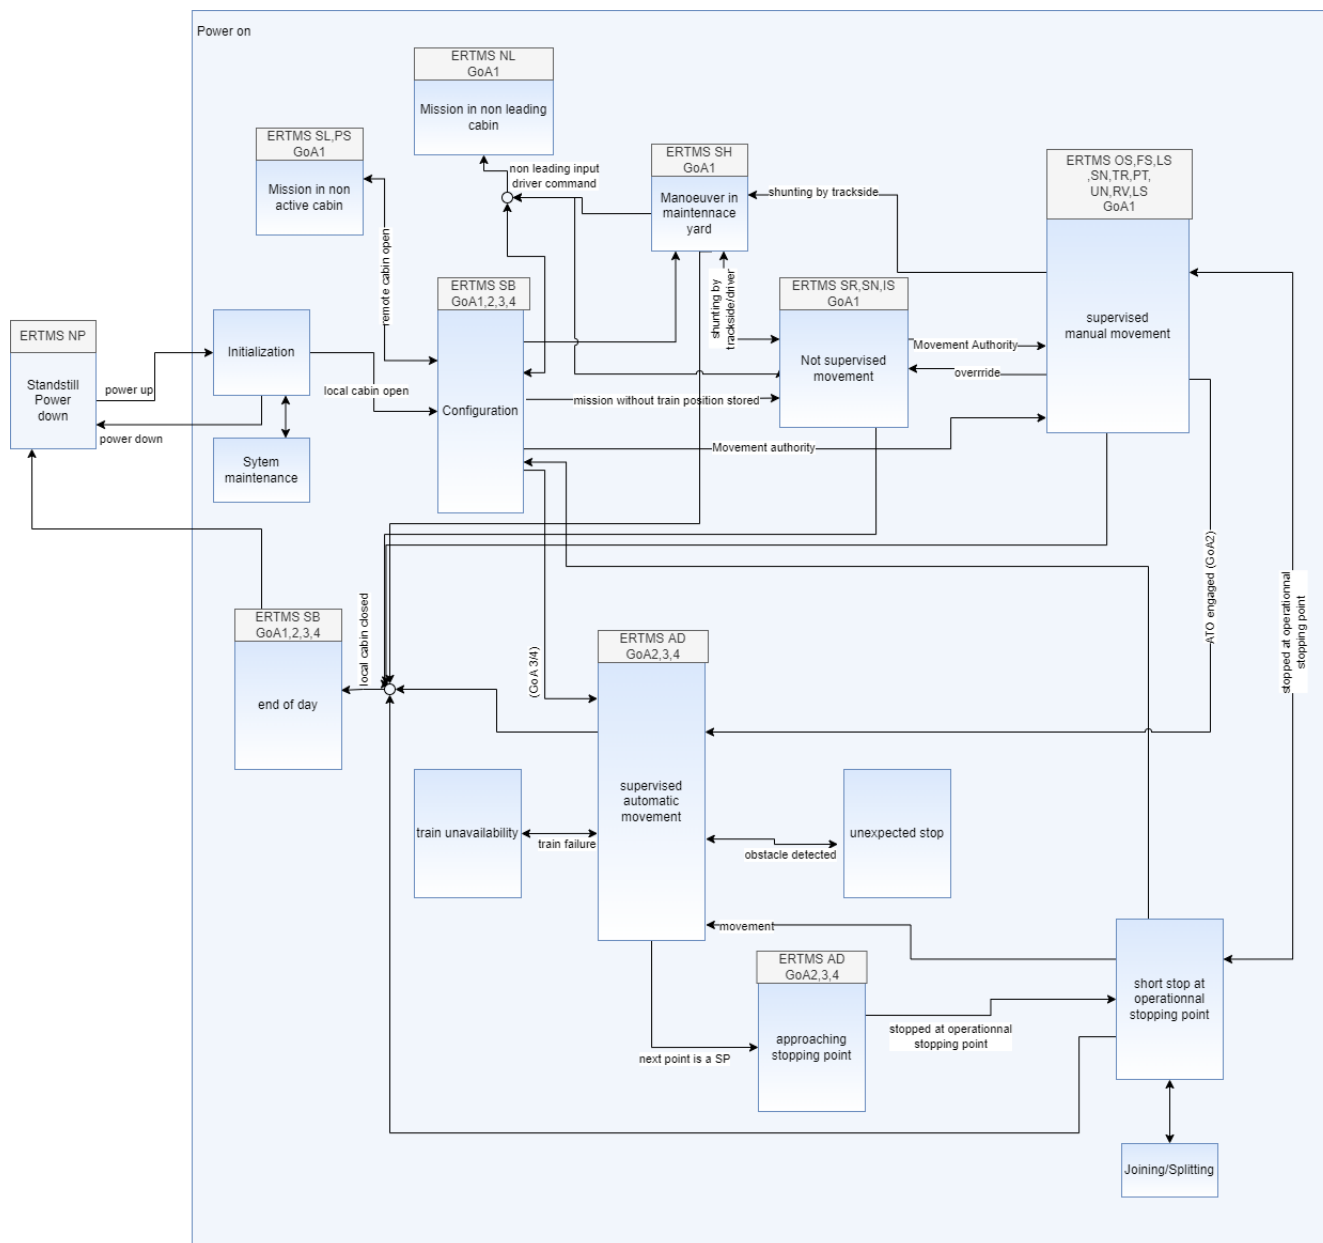 Power on
ERTMS NL
GoA1
Mission in non leading
cabin
ERTMS SL,PS
GoA1
Mission in non
active cabin
non leading input
driver command
ERTMS SH
GoA1
Manoeuver in
maintennace
yard
shunting by trackside
ERTMS OS,FS,LS
,SN,TR,PT,
UN,RV,LS
GoA1
supervised
manual movement
remote cabin open
ERTMS SB
GoA1,2,3,4
Configuration
shunting by
trackside/driver
ERTMS SR,SN,IS
GoA1
Not supervised
movement
Movement Authority
overrride
ERTMS NP
Standstill
Power
down
power up
power down
Initialization
local cabin open
Sytem
maintenance
mission without train position stored
Movement authority
ATO engaged (GoA2)
stopped at operationnal
stopping point
ERTMS SB
GoA1,2,3,4
end of day
local cabin closed
(GoA 3/4)
ERTMS AD
GoA2,3,4
supervised
automatic
movement
train unavailability
train failure
unexpected stop
obstacle detected
movement
ERTMS AD
GoA2,3,4
approaching
stopping point
next point is a SP
stopped at operationnal
stopping point
short stop at
operationnal
stopping point
Joining/Splitting